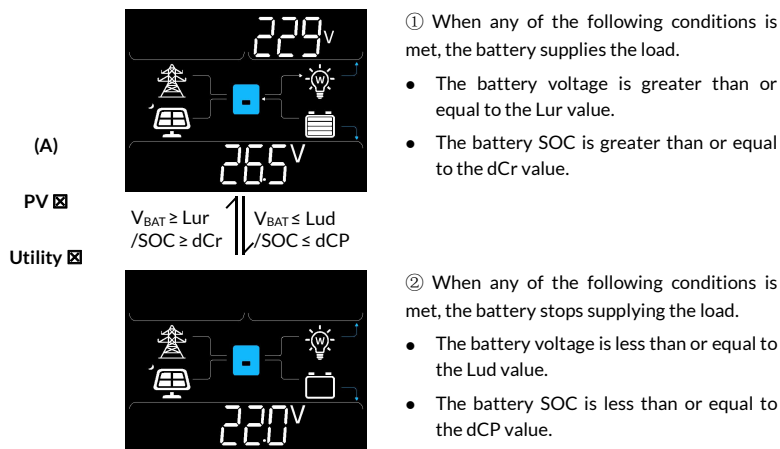 229V
W
26.5V
(A)
PV ☒
Utility ☒
V_BAT ≥ Lur
/SOC ≥ dCr
V_BAT ≤ Lud
/SOC ≤ dCP
W
22.0V
① When any of the following conditions is
met, the battery supplies the load.
● The battery voltage is greater than or
equal to the Lur value.
● The battery SOC is greater than or equal
to the dCr value.
② When any of the following conditions is
met, the battery stops supplying the load.
● The battery voltage is less than or equal to
the Lud value.
● The battery SOC is less than or equal to
the dCP value.